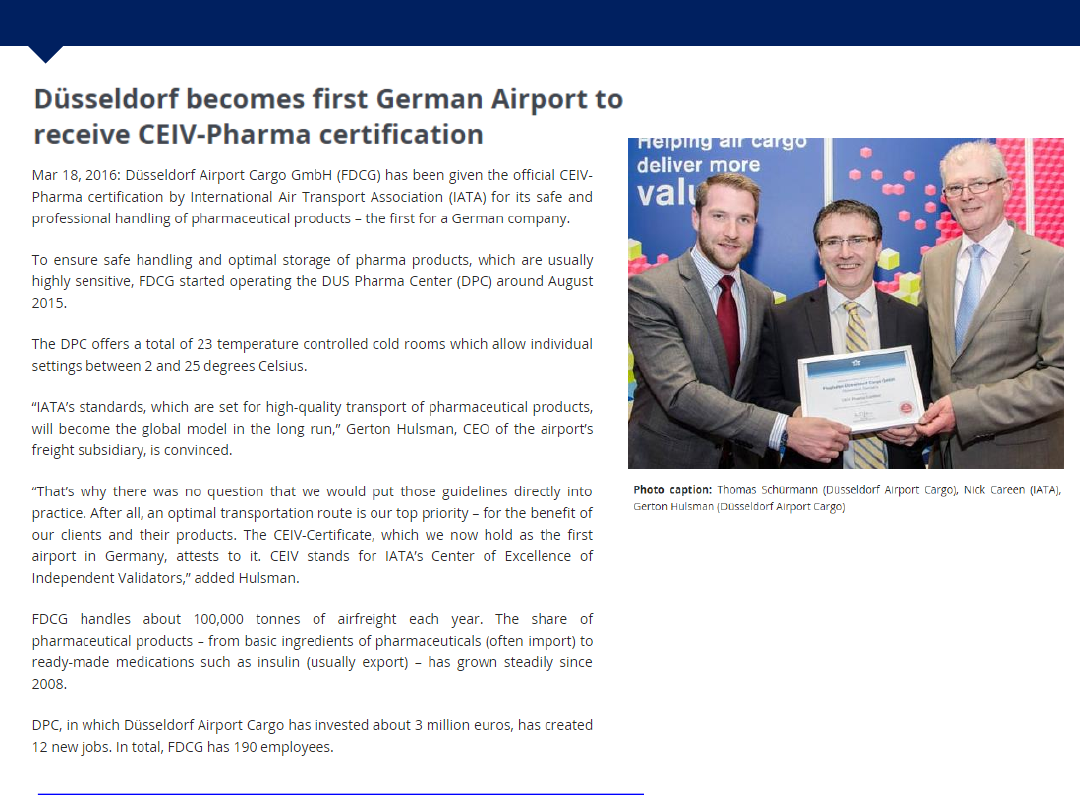 Düsseldorf becomes first German Airport to
receive CEIV-Pharma certification
Mar 18, 2016: Düsseldorf Airport Cargo GmbH (FDCG) has been given the official CEIV-
Pharma certification by International Air Transport Association (IATA) for its safe and
professional handling of pharmaceutical products – the first for a German company.
To ensure safe handling and optimal storage of pharma products, which are usually
highly sensitive, FDCG started operating the DUS Pharma Center (DPC) around August
2015.
The DPC offers a total of 23 temperature controlled cold rooms which allow individual
settings between 2 and 25 degrees Celsius.
“IATA’s standards, which are set for high-quality transport of pharmaceutical products,
will become the global model in the long run,” Gerton Hulsman, CEO of the airport’s
freight subsidiary, is convinced.
“That’s why there was no question that we would put those guidelines directly into
practice. After all, an optimal transportation route is our top priority – for the benefit of
our clients and their products. The CEIV-Certificate, which we now hold as the first
airport in Germany, attests to it. CEIV stands for IATA’s Center of Excellence of
Independent Validators,” added Hulsman.
FDCG handles about 100,000 tonnes of airfreight each year. The share of
pharmaceutical products – from basic ingredients of pharmaceuticals (often import) to
ready-made medications such as insulin (usually export) – has grown steadily since
2008.
DPC, in which Düsseldorf Airport Cargo has invested about 3 million euros, has created
12 new jobs. In total, FDCG has 190 employees.
Helping air cargo
deliver more
valu
Photo caption: Thomas Schürmann (Düsseldorf Airport Cargo), Nick Careen (IATA),
Gerton Hulsman (Düsseldorf Airport Cargo)